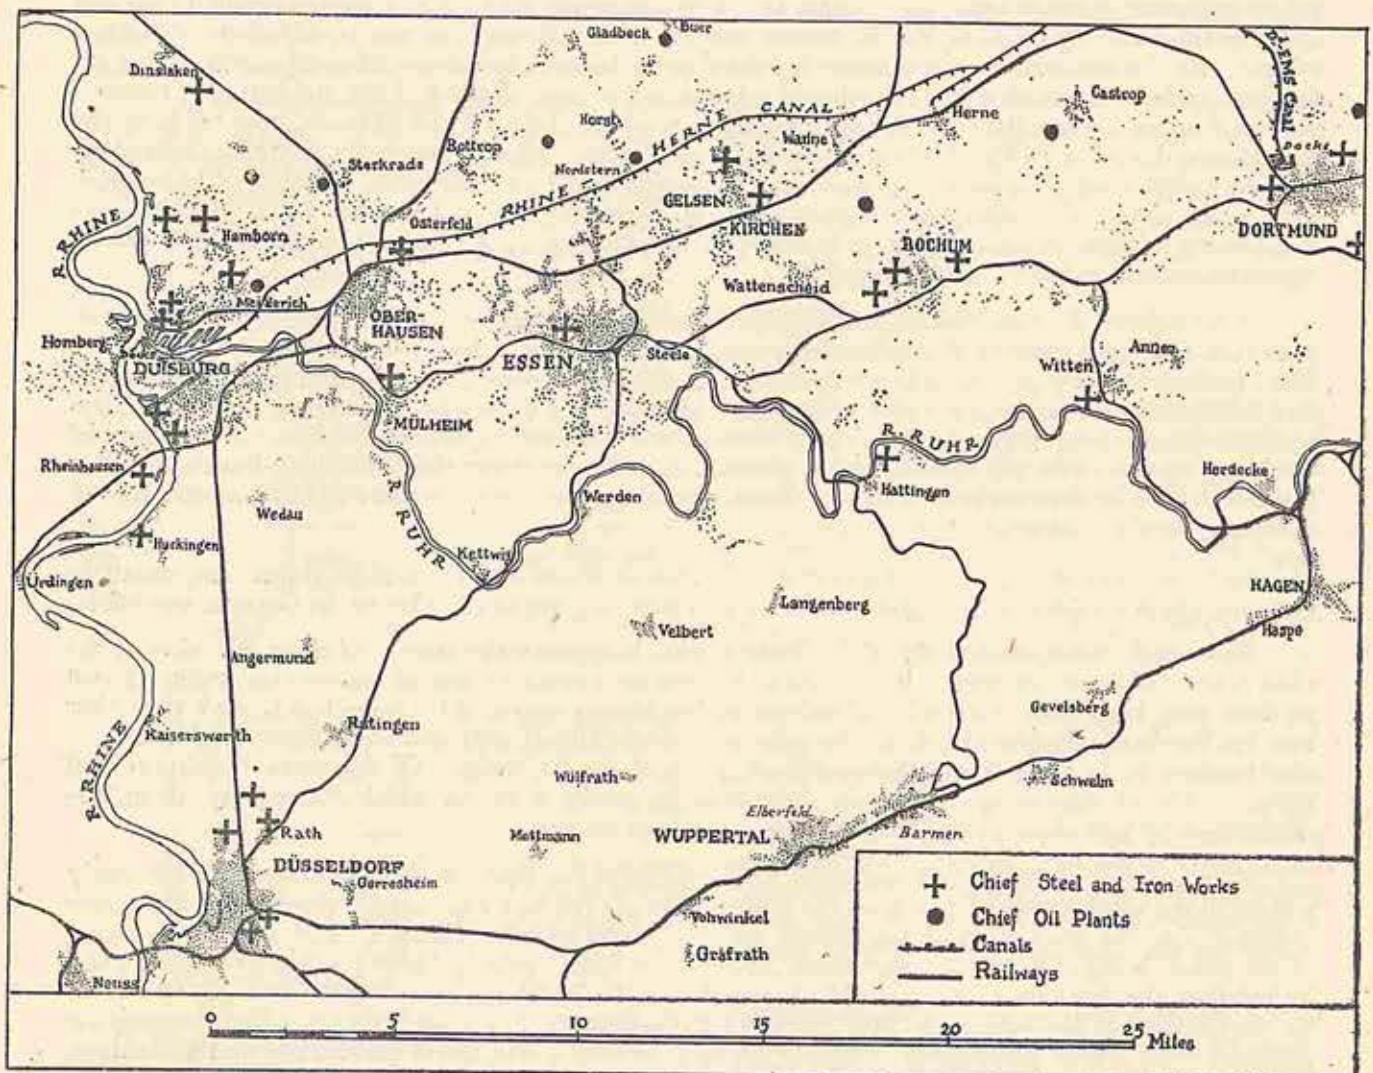 Gladbeck
Buer
Dinslaken
CANAL
Castrop
Herne
Horst
HERNE
Wanne
Bottrop
Sterkrade
Nordstern
Docks
RHINE
GELSEN
KIRCHEN
R. RHINE
Osterfeld
Hamborn
BOCHUM
DORTMUND
Meiderich
Wattenscheid
OBER-
HAUSEN
Homberg
Docks
DUISBURG
ESSEN
Steele
Witten
Annen
MÜLHEIM
R. RUHR
Rheinhausen
Hattingen
Herdecke
Werden
Wedau
R. RUHR
Huckingen
Kettwig
Ürdingen
HAGEN
Langenberg
Haspe
Velbert
Angermund
Gevelsberg
Ratingen
Kaiserswerth
R. RHINE
Wülfrath
Schwelm
Elberfeld
Rath
Mettmann
WUPPERTAL
Barmen
DÜSSELDORF
Gerresheim
Vohwinkel
Gräfrath
Neuss
Chief Steel and Iron Works
Chief Oil Plants
Canals
Railways
0 5 10 15 20 25 Miles